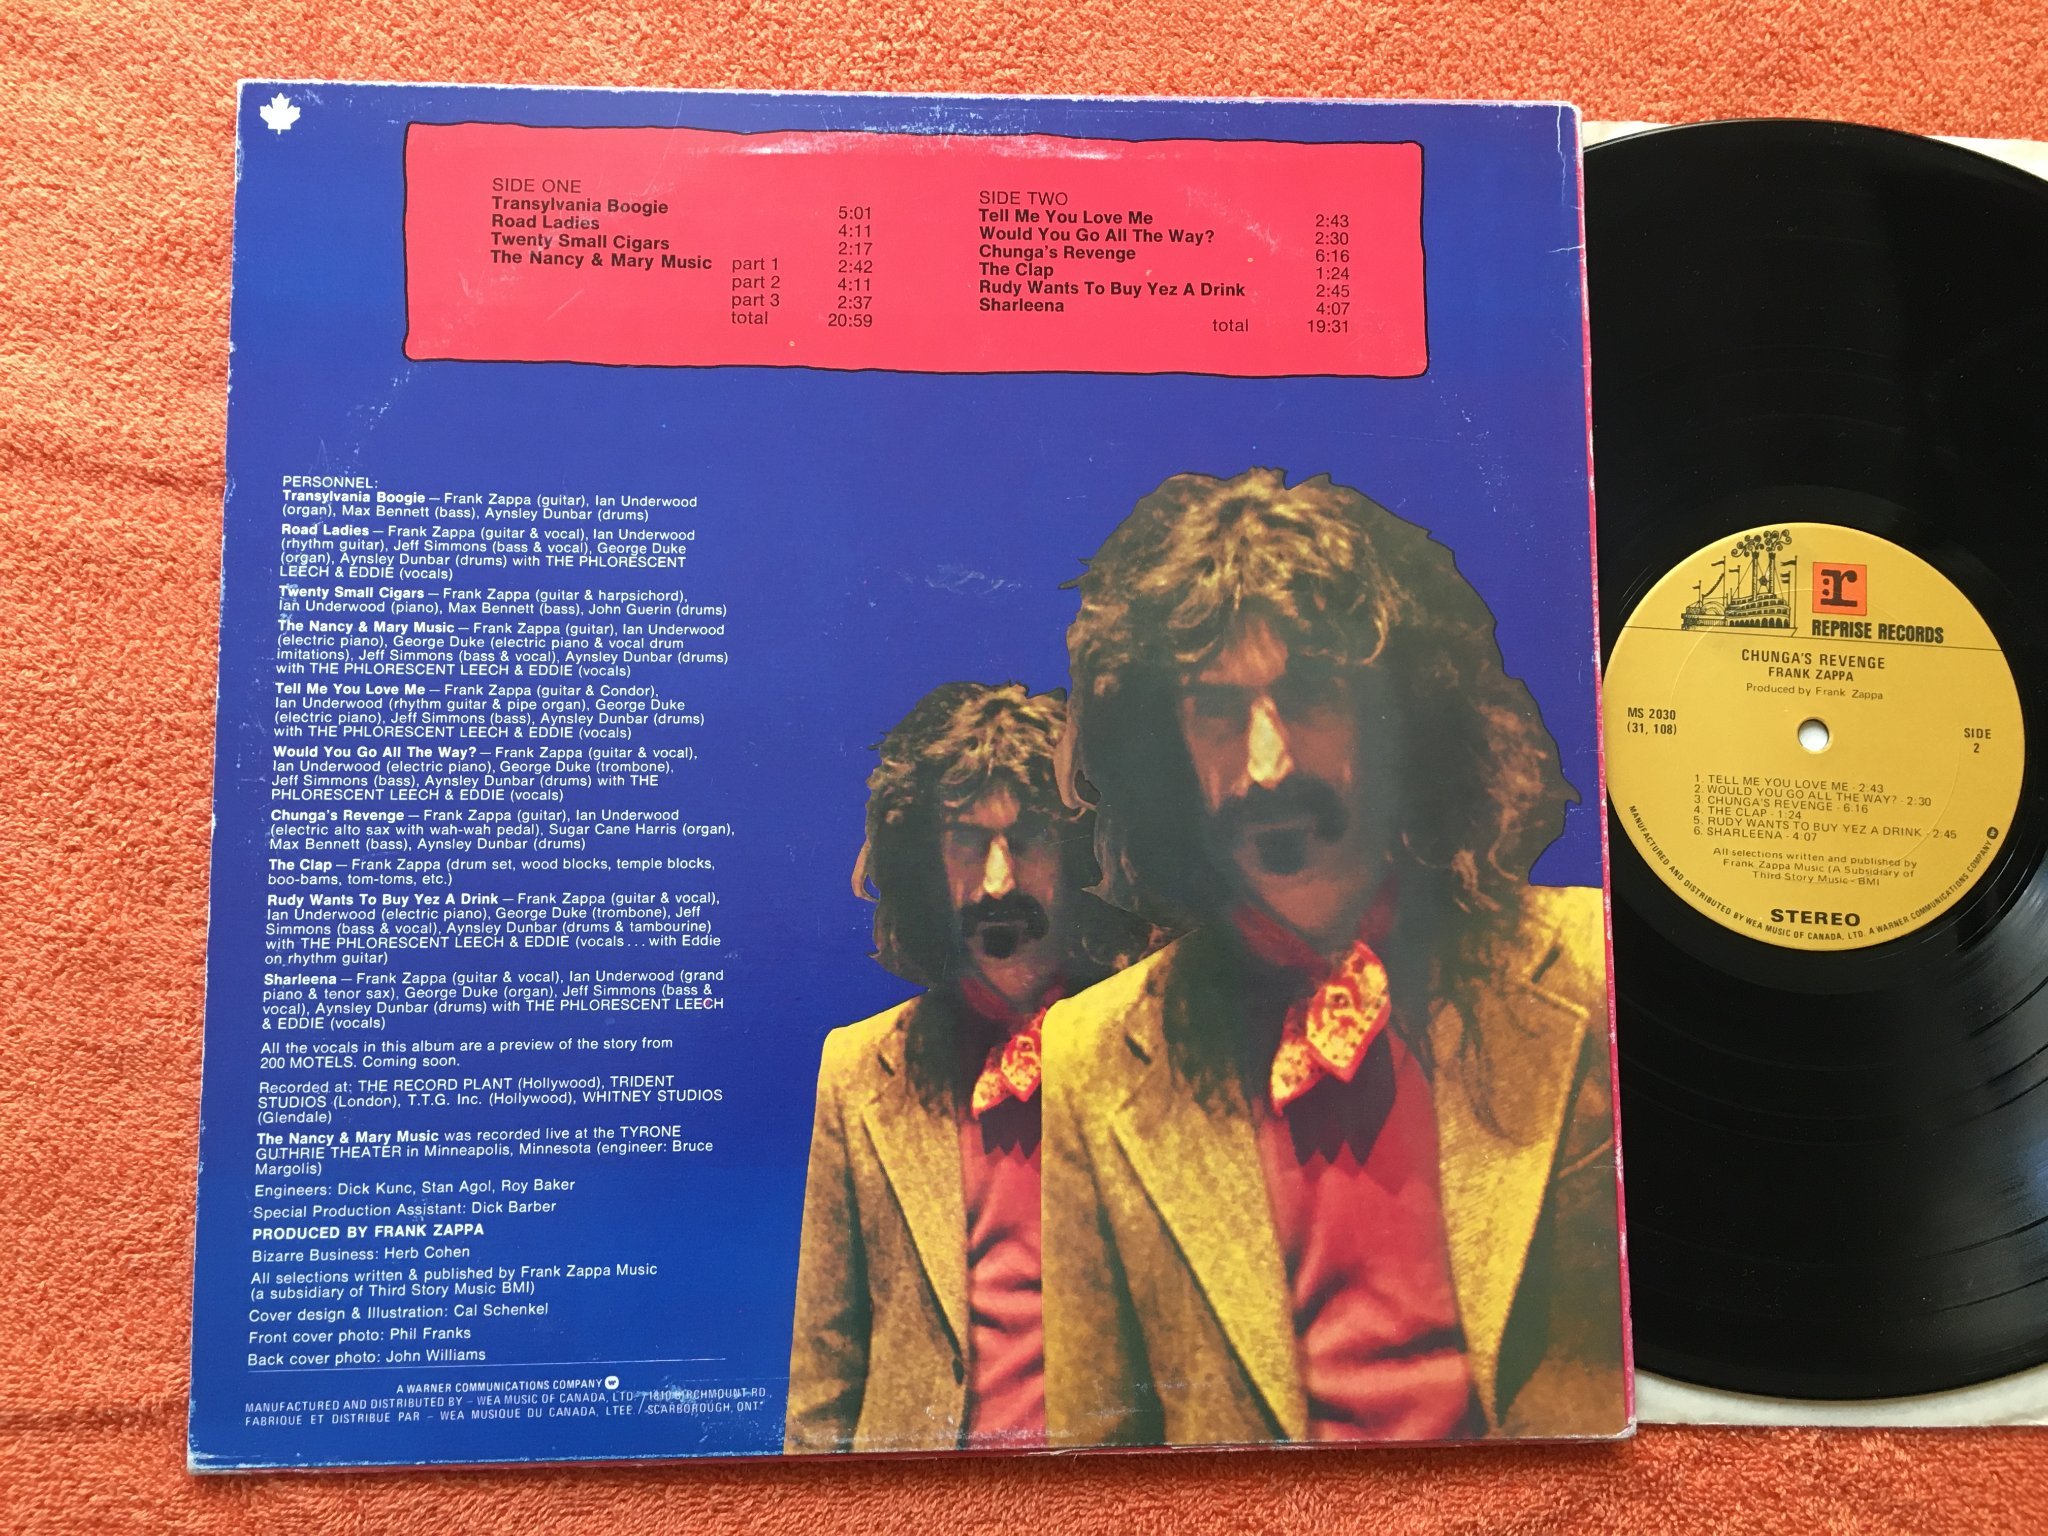 SIDE ONE
Transylvania Boogie 5:01
Road Ladies 4:11
Twenty Small Cigars 2:17
The Nancy & Mary Music part 1 2:42
part 2 4:11
part 3 2:37
total 20:59
SIDE TWO
Tell Me You Love Me 2:43
Would You Go All The Way? 2:30
Chunga's Revenge 6:16
The Clap 1:24
Rudy Wants To Buy Yez A Drink 2:45
Sharleena 4:07
total 19:31
PERSONNEL:
Transylvania Boogie — Frank Zappa (guitar), Ian Underwood
(organ), Max Bennett (bass), Aynsley Dunbar (drums)
Road Ladies — Frank Zappa (guitar & vocal), Ian Underwood
(rhythm guitar), Jeff Simmons (bass & vocal), George Duke
(organ), Aynsley Dunbar (drums) with THE PHLORESCENT
LEECH & EDDIE (vocals)
Twenty Small Cigars — Frank Zappa (guitar & harpsichord),
Ian Underwood (piano), Max Bennett (bass), John Guerin (drums)
The Nancy & Mary Music — Frank Zappa (guitar), Ian Underwood
(electric piano), George Duke (electric piano & vocal drum
imitations), Jeff Simmons (bass & vocal), Aynsley Dunbar (drums)
with THE PHLORESCENT LEECH & EDDIE (vocals)
Tell Me You Love Me — Frank Zappa (guitar & Condor),
Ian Underwood (rhythm guitar & pipe organ), George Duke
(electric piano), Jeff Simmons (bass), Aynsley Dunbar (drums)
with THE PHLORESCENT LEECH & EDDIE (vocals)
Would You Go All The Way? — Frank Zappa (guitar & vocal),
Ian Underwood (electric piano), George Duke (trombone),
Jeff Simmons (bass), Aynsley Dunbar (drums) with THE
PHLORESCENT LEECH & EDDIE (vocals)
Chunga's Revenge — Frank Zappa (guitar), Ian Underwood
(electric alto sax with wah-wah pedal), Sugar Cane Harris (organ),
Max Bennett (bass), Aynsley Dunbar (drums)
The Clap — Frank Zappa (drum set, wood blocks, temple blocks,
boo-bams, tom-toms, etc.)
Rudy Wants To Buy Yez A Drink — Frank Zappa (guitar & vocal),
Ian Underwood (electric piano), George Duke (trombone), Jeff
Simmons (bass & vocal), Aynsley Dunbar (drums & tambourine)
with THE PHLORESCENT LEECH & EDDIE (vocals...with Eddie
on rhythm guitar)
Sharleena — Frank Zappa (guitar & vocal), Ian Underwood (grand
piano & tenor sax), George Duke (organ), Jeff Simmons (bass &
vocal), Aynsley Dunbar (drums) with THE PHLORESCENT LEECH
& EDDIE (vocals)
All the vocals in this album are a preview of the story from
200 MOTELS. Coming soon.
Recorded at: THE RECORD PLANT (Hollywood), TRIDENT
STUDIOS (London), T.T.G. Inc. (Hollywood), WHITNEY STUDIOS
(Glendale)
The Nancy & Mary Music was recorded live at the TYRONE
GUTHRIE THEATER in Minneapolis, Minnesota (engineer: Bruce
Margolis)
Engineers: Dick Kunc, Stan Agol, Roy Baker
Special Production Assistant: Dick Barber
PRODUCED BY FRANK ZAPPA
Bizarre Business: Herb Cohen
All selections written & published by Frank Zappa Music
(a subsidiary of Third Story Music BMI)
Cover design & Illustration: Cal Schenkel
Front cover photo: Phil Franks
Back cover photo: John Williams
A WARNER COMMUNICATIONS COMPANY
MANUFACTURED AND DISTRIBUTED BY – WEA MUSIC OF CANADA, LTD. / 1810 BIRCHMOUNT RD.,
FABRIQUE ET DISTRIBUE PAR – WEA MUSIQUE DU CANADA, LTEE. / SCARBOROUGH, ONT.
r
REPRISE RECORDS
CHUNGA'S REVENGE
FRANK ZAPPA
Produced by Frank Zappa
MS 2030
(31, 108)
SIDE
2
1. TELL ME YOU LOVE ME - 2:43
2. WOULD YOU GO ALL THE WAY? - 2:30
3. CHUNGA'S REVENGE - 6:16
4. THE CLAP - 1:24
5. RUDY WANTS TO BUY YEZ A DRINK - 2:45
6. SHARLEENA - 4:07
All selections written and published by
Frank Zappa Music (A Subsidiary of
Third Story Music - BMI
STEREO
MANUFACTURED AND DISTRIBUTED BY WEA MUSIC OF CANADA, LTD. A WARNER COMMUNICATIONS COMPANY